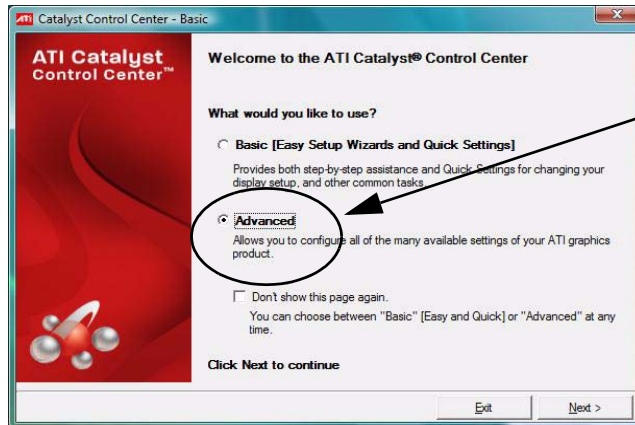 ATI Catalyst Control Center - Basic
ATI Catalyst
Control Center™
Welcome to the ATI Catalyst® Control Center
What would you like to use?
Basic [Easy Setup Wizards and Quick Settings]
Provides both step-by-step assistance and Quick Settings for changing your
display setup, and other common tasks.
Advanced
Allows you to configure all of the many available settings of your ATI graphics
product.
Don't show this page again.
You can choose between "Basic" [Easy and Quick] or "Advanced" at any
time.
Click Next to continue
Exit
Next >